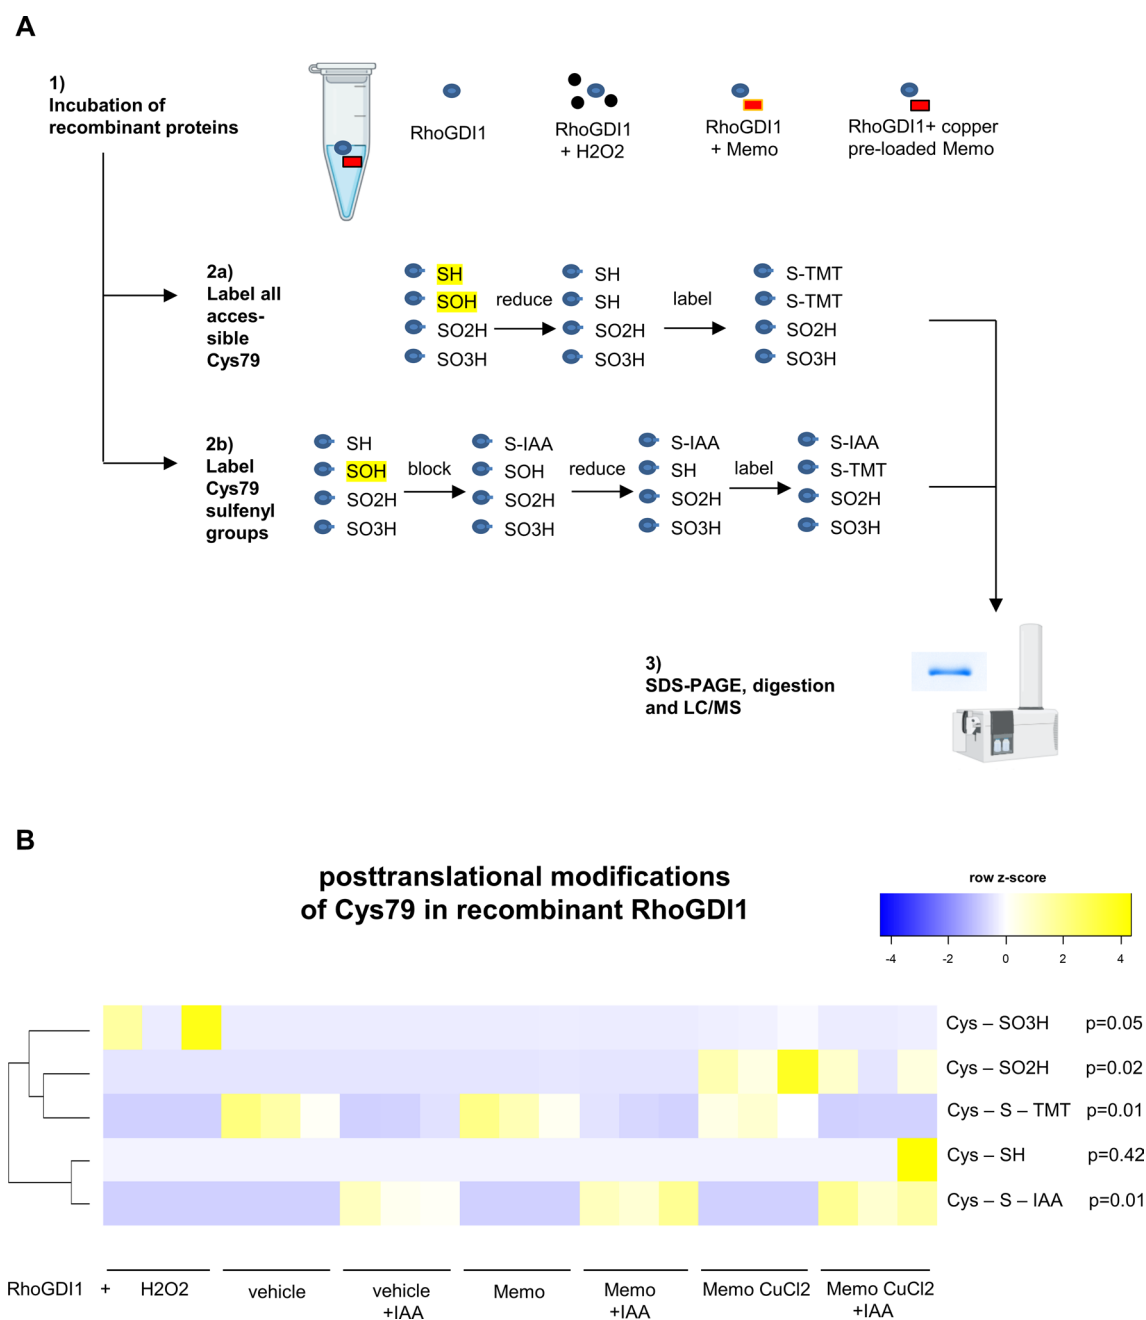 A
1)
Incubation of
recombinant proteins
RhoGDI1
RhoGDI1
+ H2O2
RhoGDI1
+ Memo
RhoGDI1+ copper
pre-loaded Memo
2a)
Label all
acces-
sible
Cys79
SH
SOH
SO2H
SO3H
reduce
SH
SH
SO2H
SO3H
label
S-TMT
S-TMT
SO2H
SO3H
2b)
Label
Cys79
sulfenyl
groups
SH
SOH
SO2H
SO3H
block
S-IAA
SOH
SO2H
SO3H
reduce
S-IAA
SH
SO2H
SO3H
label
S-IAA
S-TMT
SO2H
SO3H
3)
SDS-PAGE, digestion
and LC/MS
B
posttranslational modifications
of Cys79 in recombinant RhoGDI1
row z-score
-4 -2 0 2 4
Cys – SO3H p=0.05
Cys – SO2H p=0.02
Cys – S – TMT p=0.01
Cys – SH p=0.42
Cys – S – IAA p=0.01
RhoGDI1 + H2O2
vehicle
vehicle
+IAA
Memo
Memo
+IAA
Memo CuCl2
Memo CuCl2
+IAA